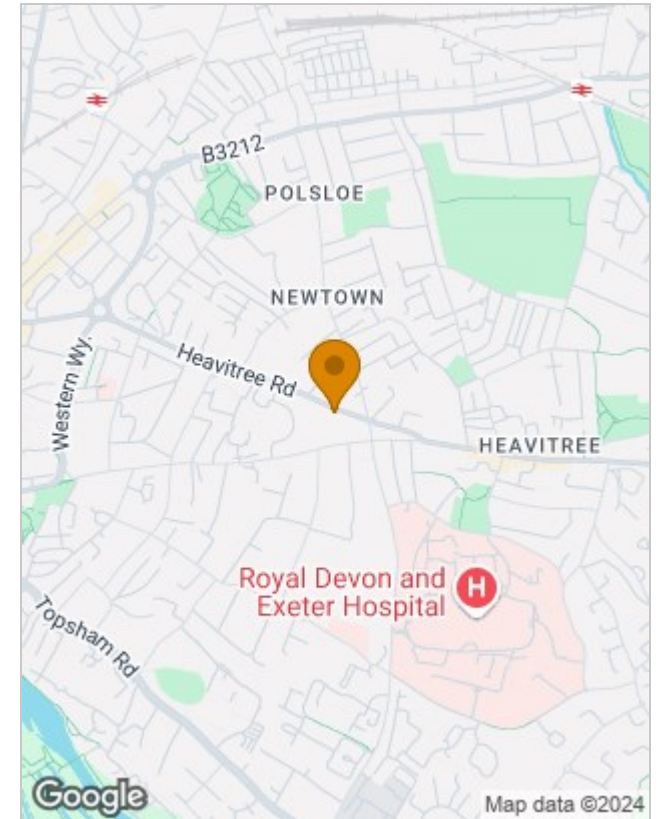 B3212
POLSLOE
NEWTOWN
Heavitree Rd
Western Wy.
HEAVITREE
Royal Devon and
Exeter Hospital
H
Topsham Rd
Google
Map data ©2024